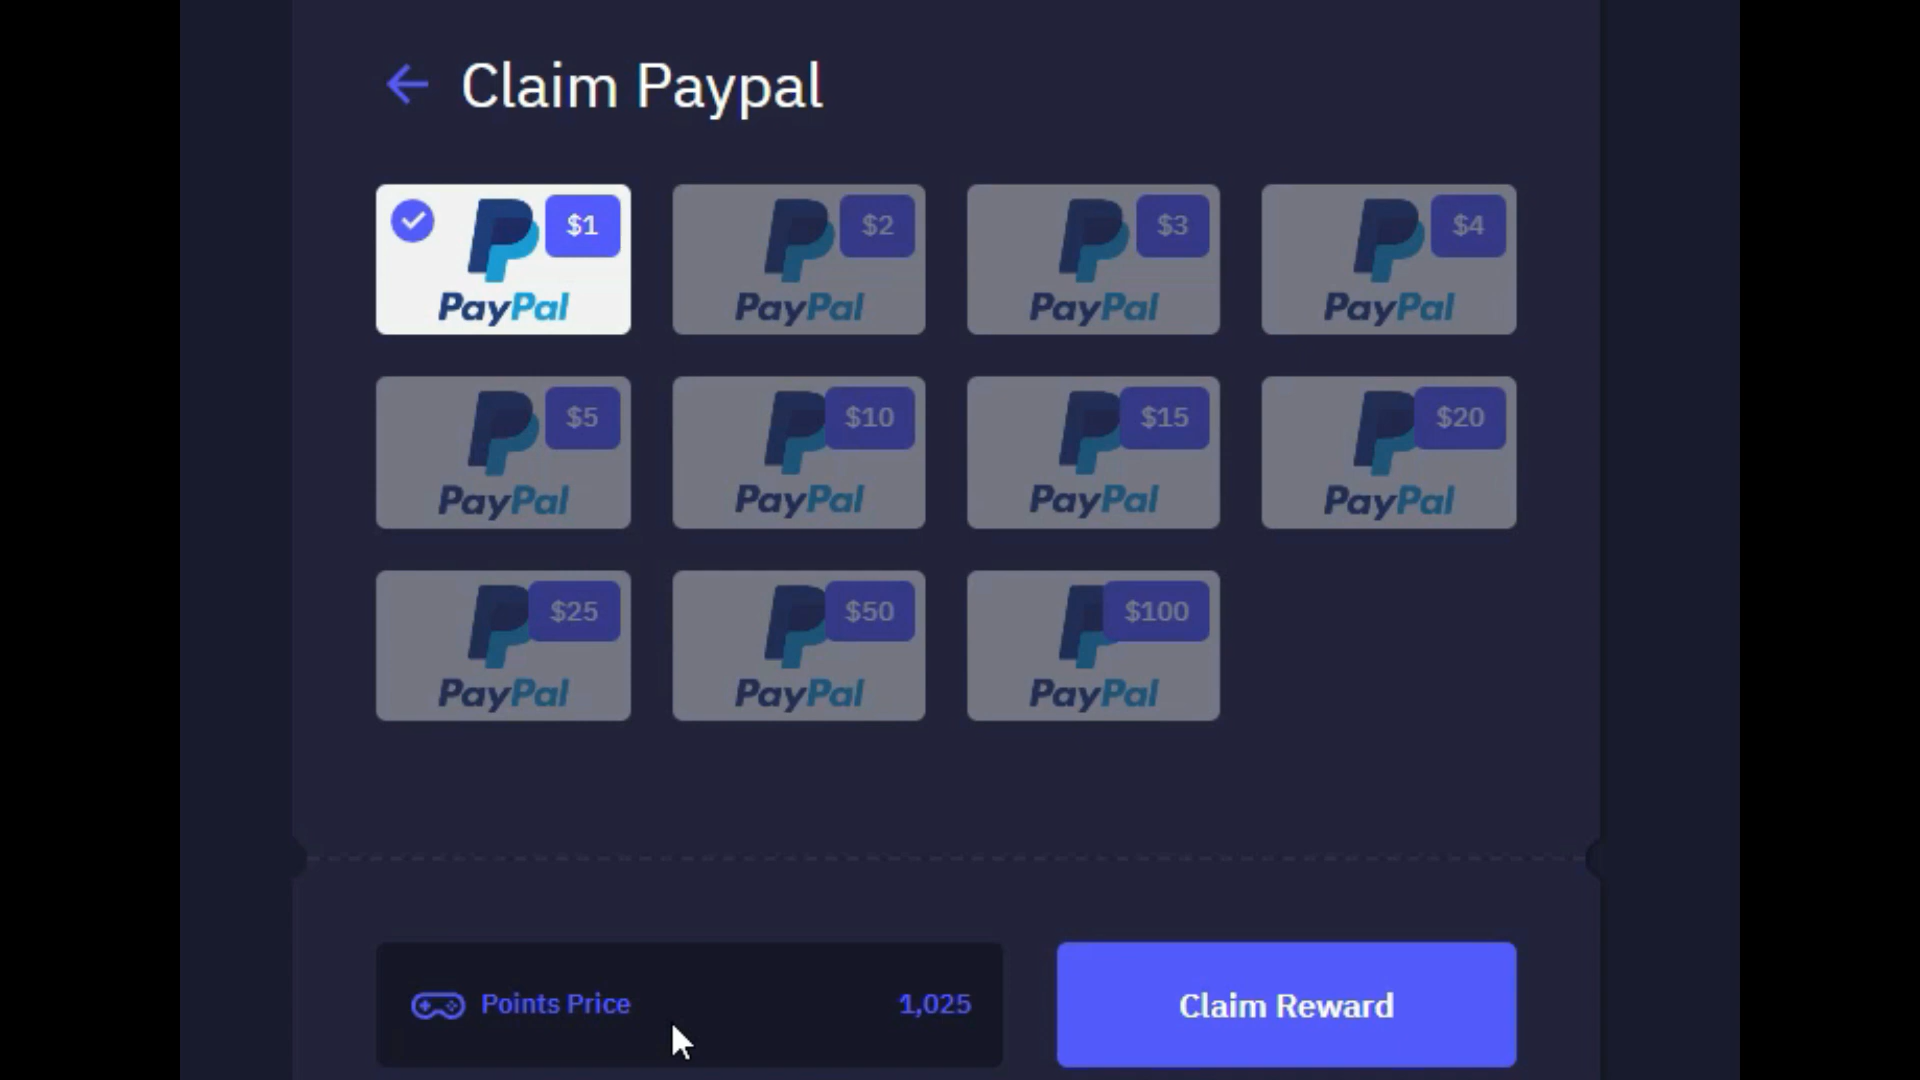 Claim Paypal
$1 $2 $3 $4
PayPal PayPal PayPal PayPal
$5 $10 $15 $20
PayPal PayPal PayPal PayPal
$25 $50 $100
PayPal PayPal PayPal
Points Price 1,025
Claim Reward